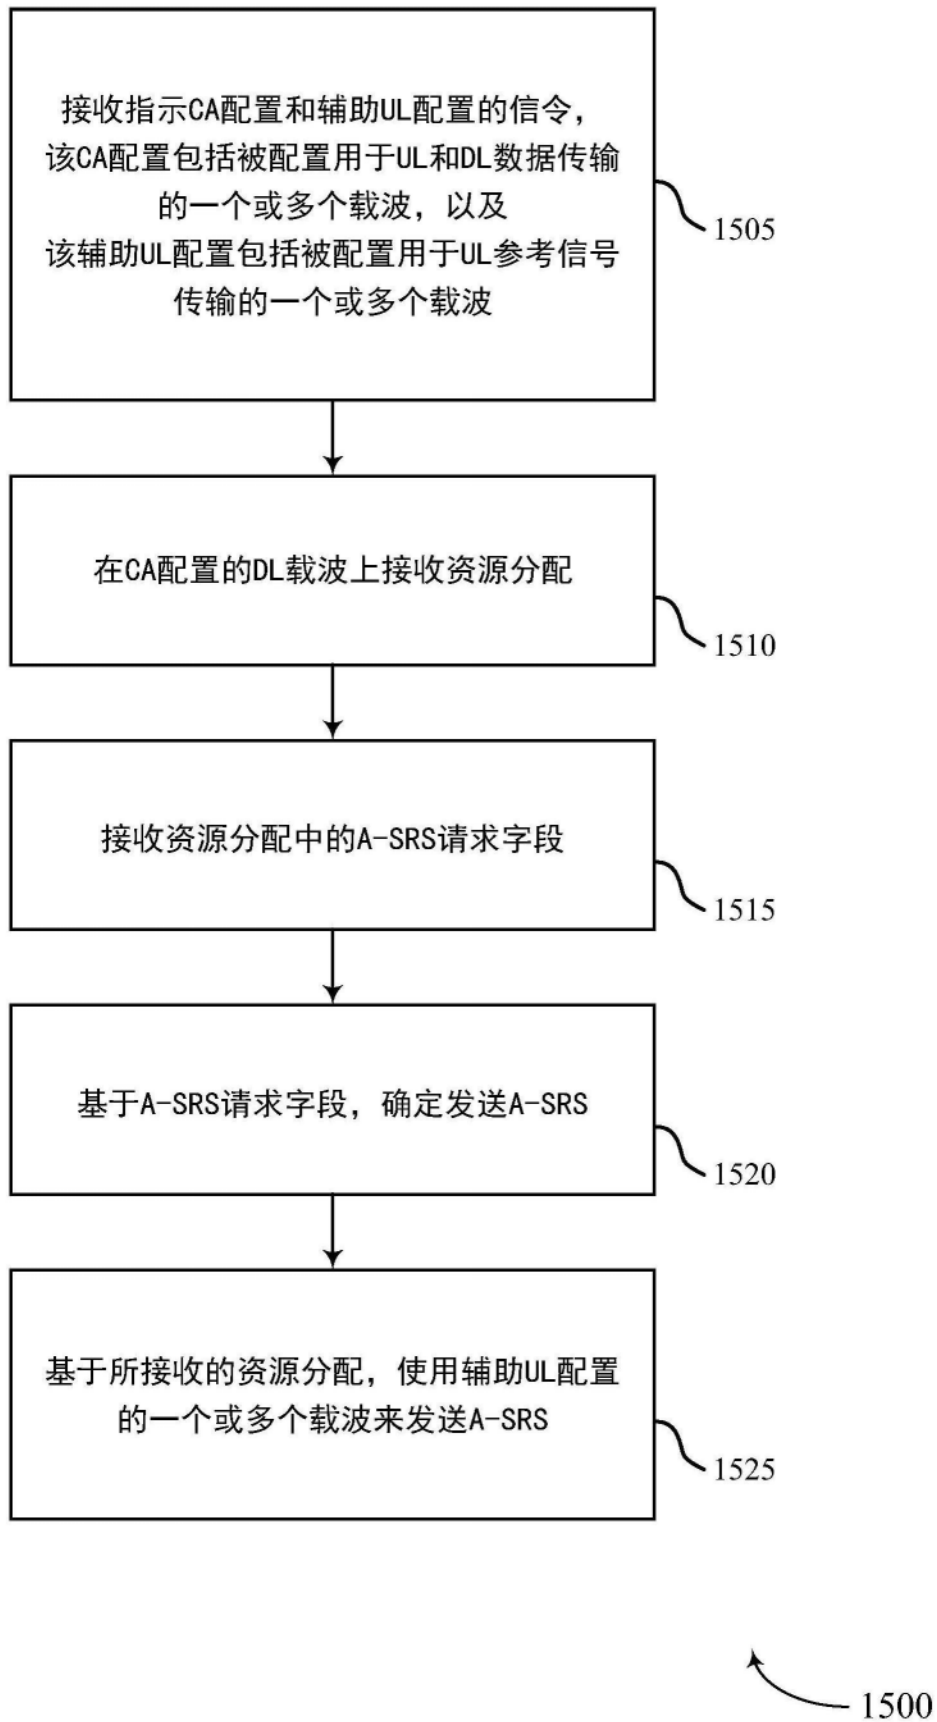 接收指示CA配置和辅助UL配置的信令，
该CA配置包括被配置用于UL和DL数据传输
的一个或多个载波，以及
该辅助UL配置包括被配置用于UL参考信号
传输的一个或多个载波
1505
在CA配置的DL载波上接收资源分配
1510
接收资源分配中的A-SRS请求字段
1515
基于A-SRS请求字段，确定发送A-SRS
1520
基于所接收的资源分配，使用辅助UL配置
的一个或多个载波来发送A-SRS
1525
1500